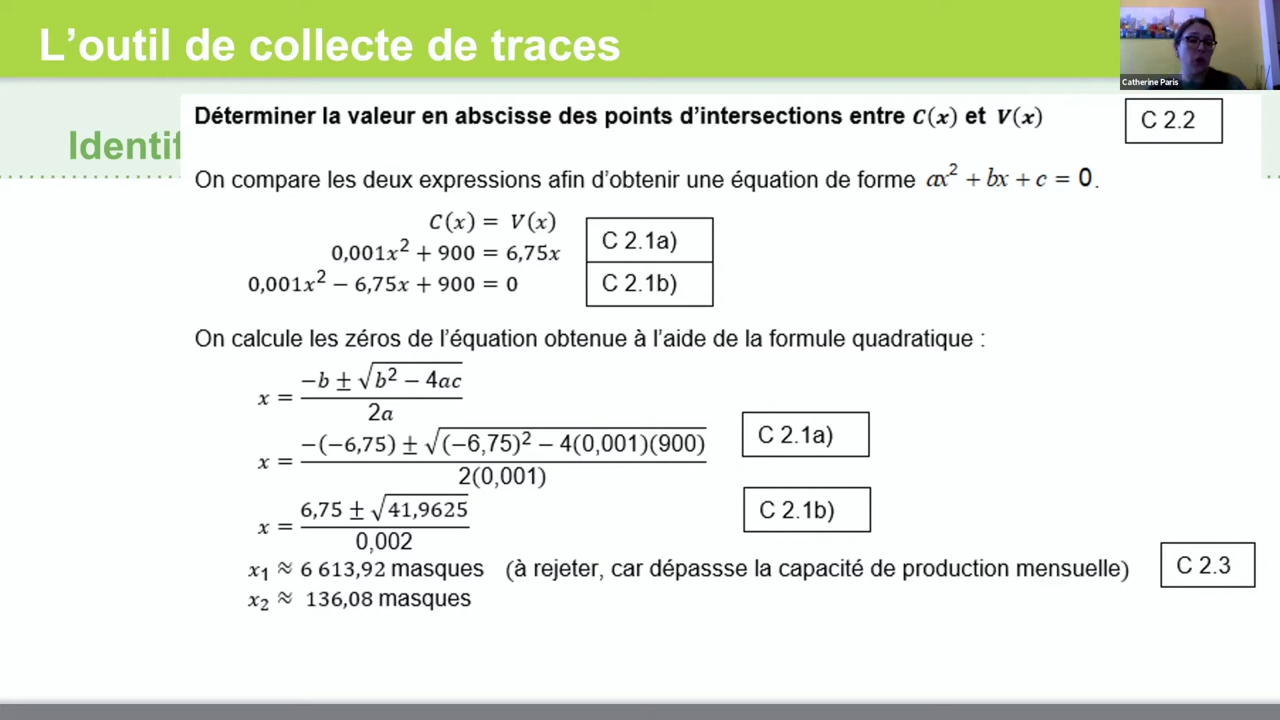 L'outil de collecte de traces
Catherine Paris
Identif
Déterminer la valeur en abscisse des points d'intersections entre C(x) et V(x)
C 2.2
On compare les deux expressions afin d'obtenir une équation de forme ax² + bx + c = 0.
C(x) = V(x)
0,001x² + 900 = 6,75x
C 2.1a)
0,001x² − 6,75x + 900 = 0
C 2.1b)
On calcule les zéros de l'équation obtenue à l'aide de la formule quadratique :
x = (−b ± √(b² − 4ac)) / 2a
x = (−(−6,75) ± √((−6,75)² − 4(0,001)(900))) / 2(0,001)
C 2.1a)
x = (6,75 ± √41,9625) / 0,002
C 2.1b)
x₁ ≈ 6 613,92 masques (à rejeter, car dépassse la capacité de production mensuelle)
C 2.3
x₂ ≈ 136,08 masques